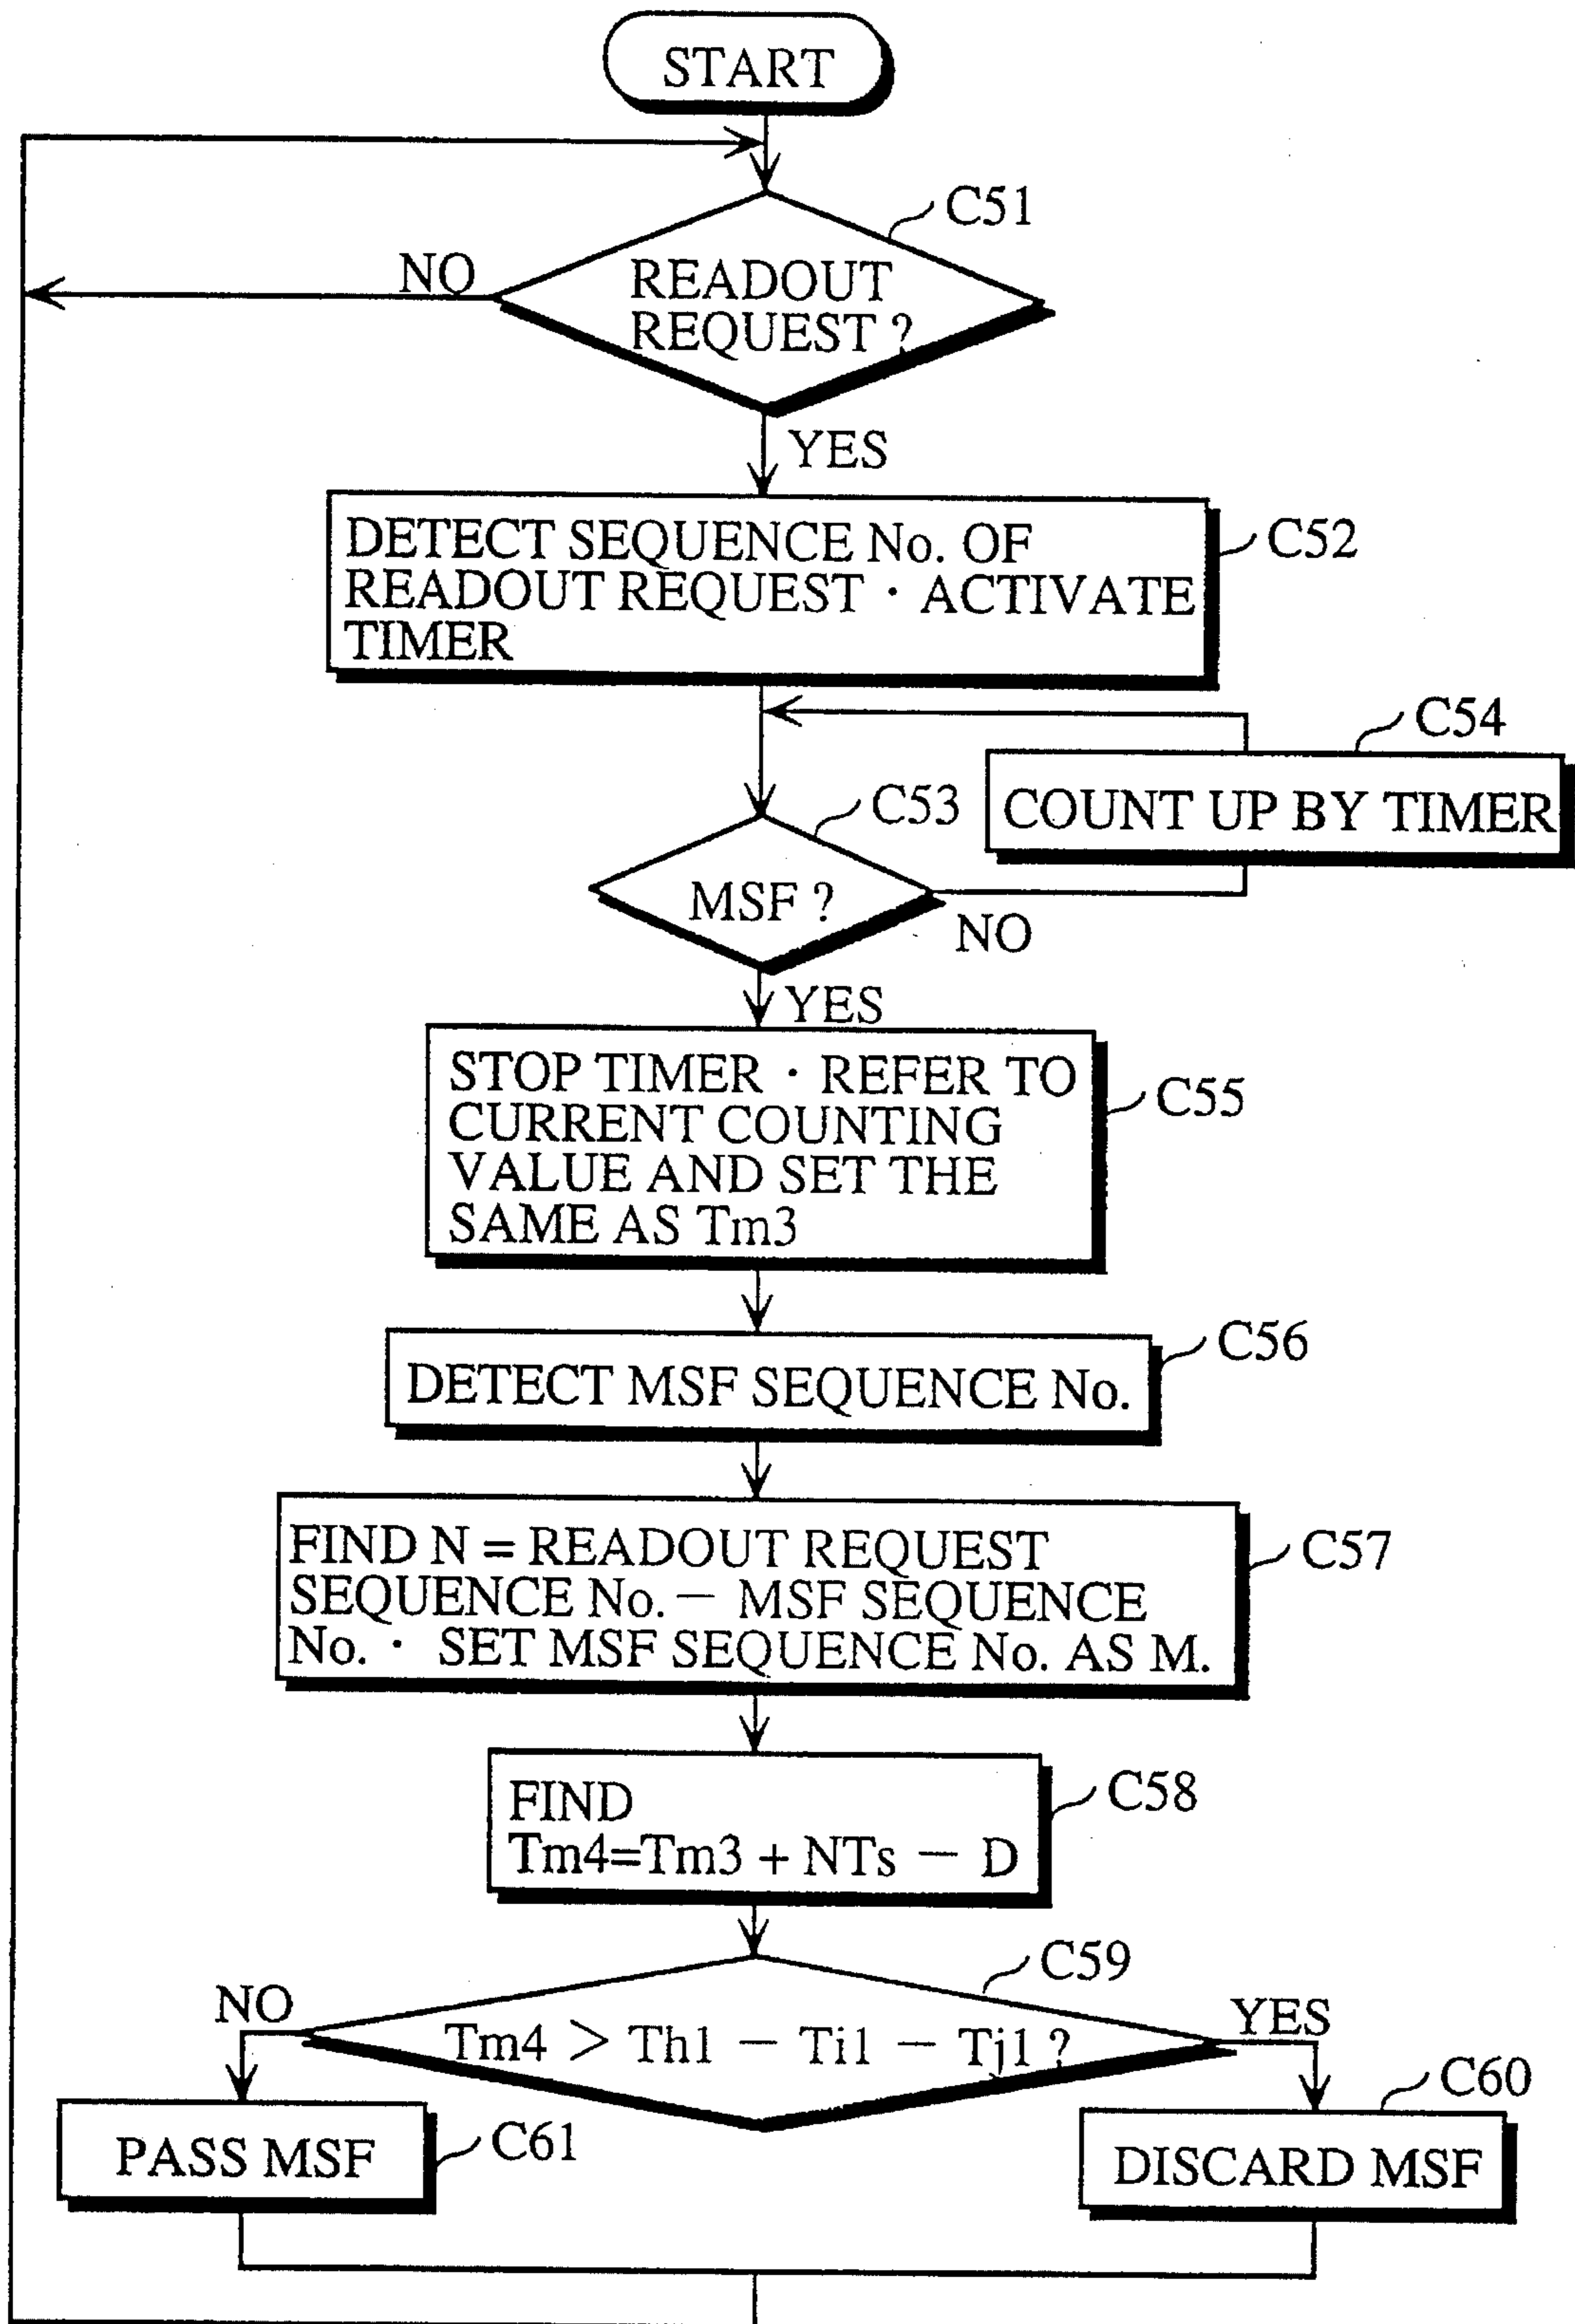 START
C51
NO
READOUT
REQUEST ?
YES
DETECT SEQUENCE No. OF
READOUT REQUEST · ACTIVATE
TIMER
C52
C54
COUNT UP BY TIMER
C53
MSF ?
NO
YES
STOP TIMER · REFER TO
CURRENT COUNTING
VALUE AND SET THE
SAME AS Tm3
C55
C56
DETECT MSF SEQUENCE No.
FIND N = READOUT REQUEST
SEQUENCE No. − MSF SEQUENCE
No. · SET MSF SEQUENCE No. AS M.
C57
FIND
Tm4=Tm3 + NTs − D
C58
C59
NO
Tm4 > Th1 − Ti1 − Tj1 ?
YES
C60
PASS MSF
C61
DISCARD MSF